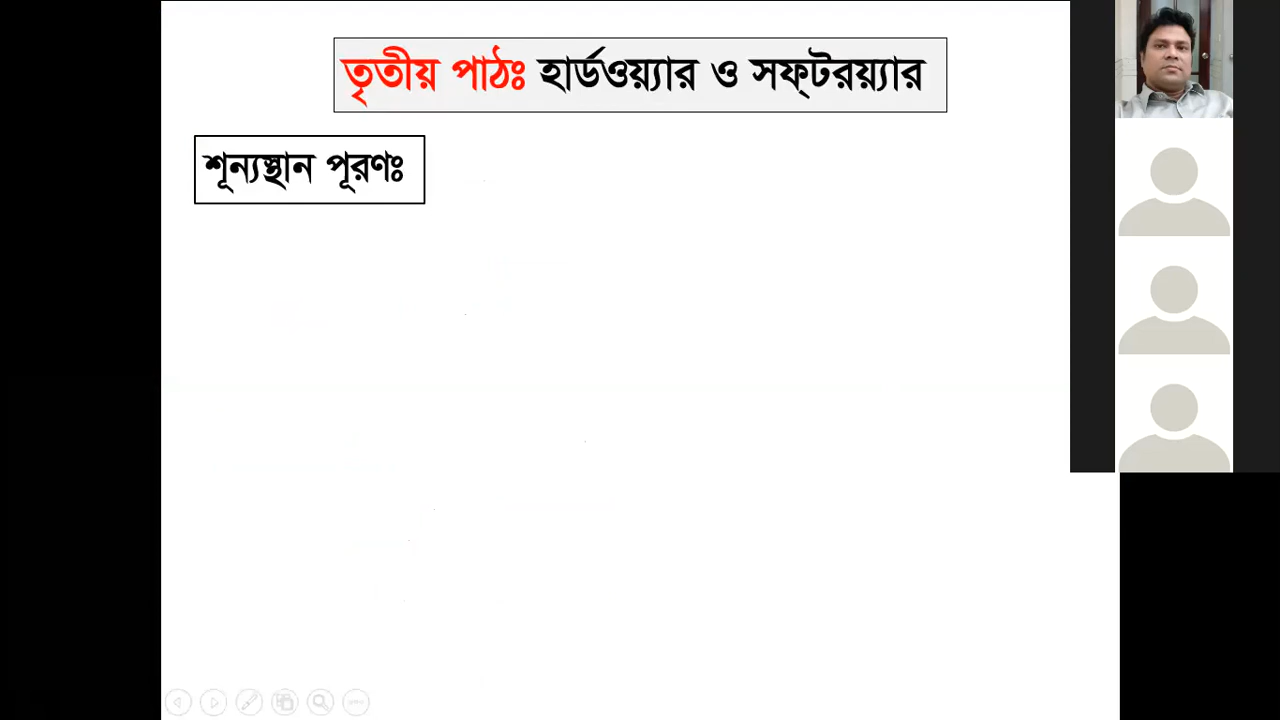 তৃতীয় পাঠঃ হার্ডওয়্যার ও সফ্টরয়্যার
শূন্যস্থান পূরণঃ